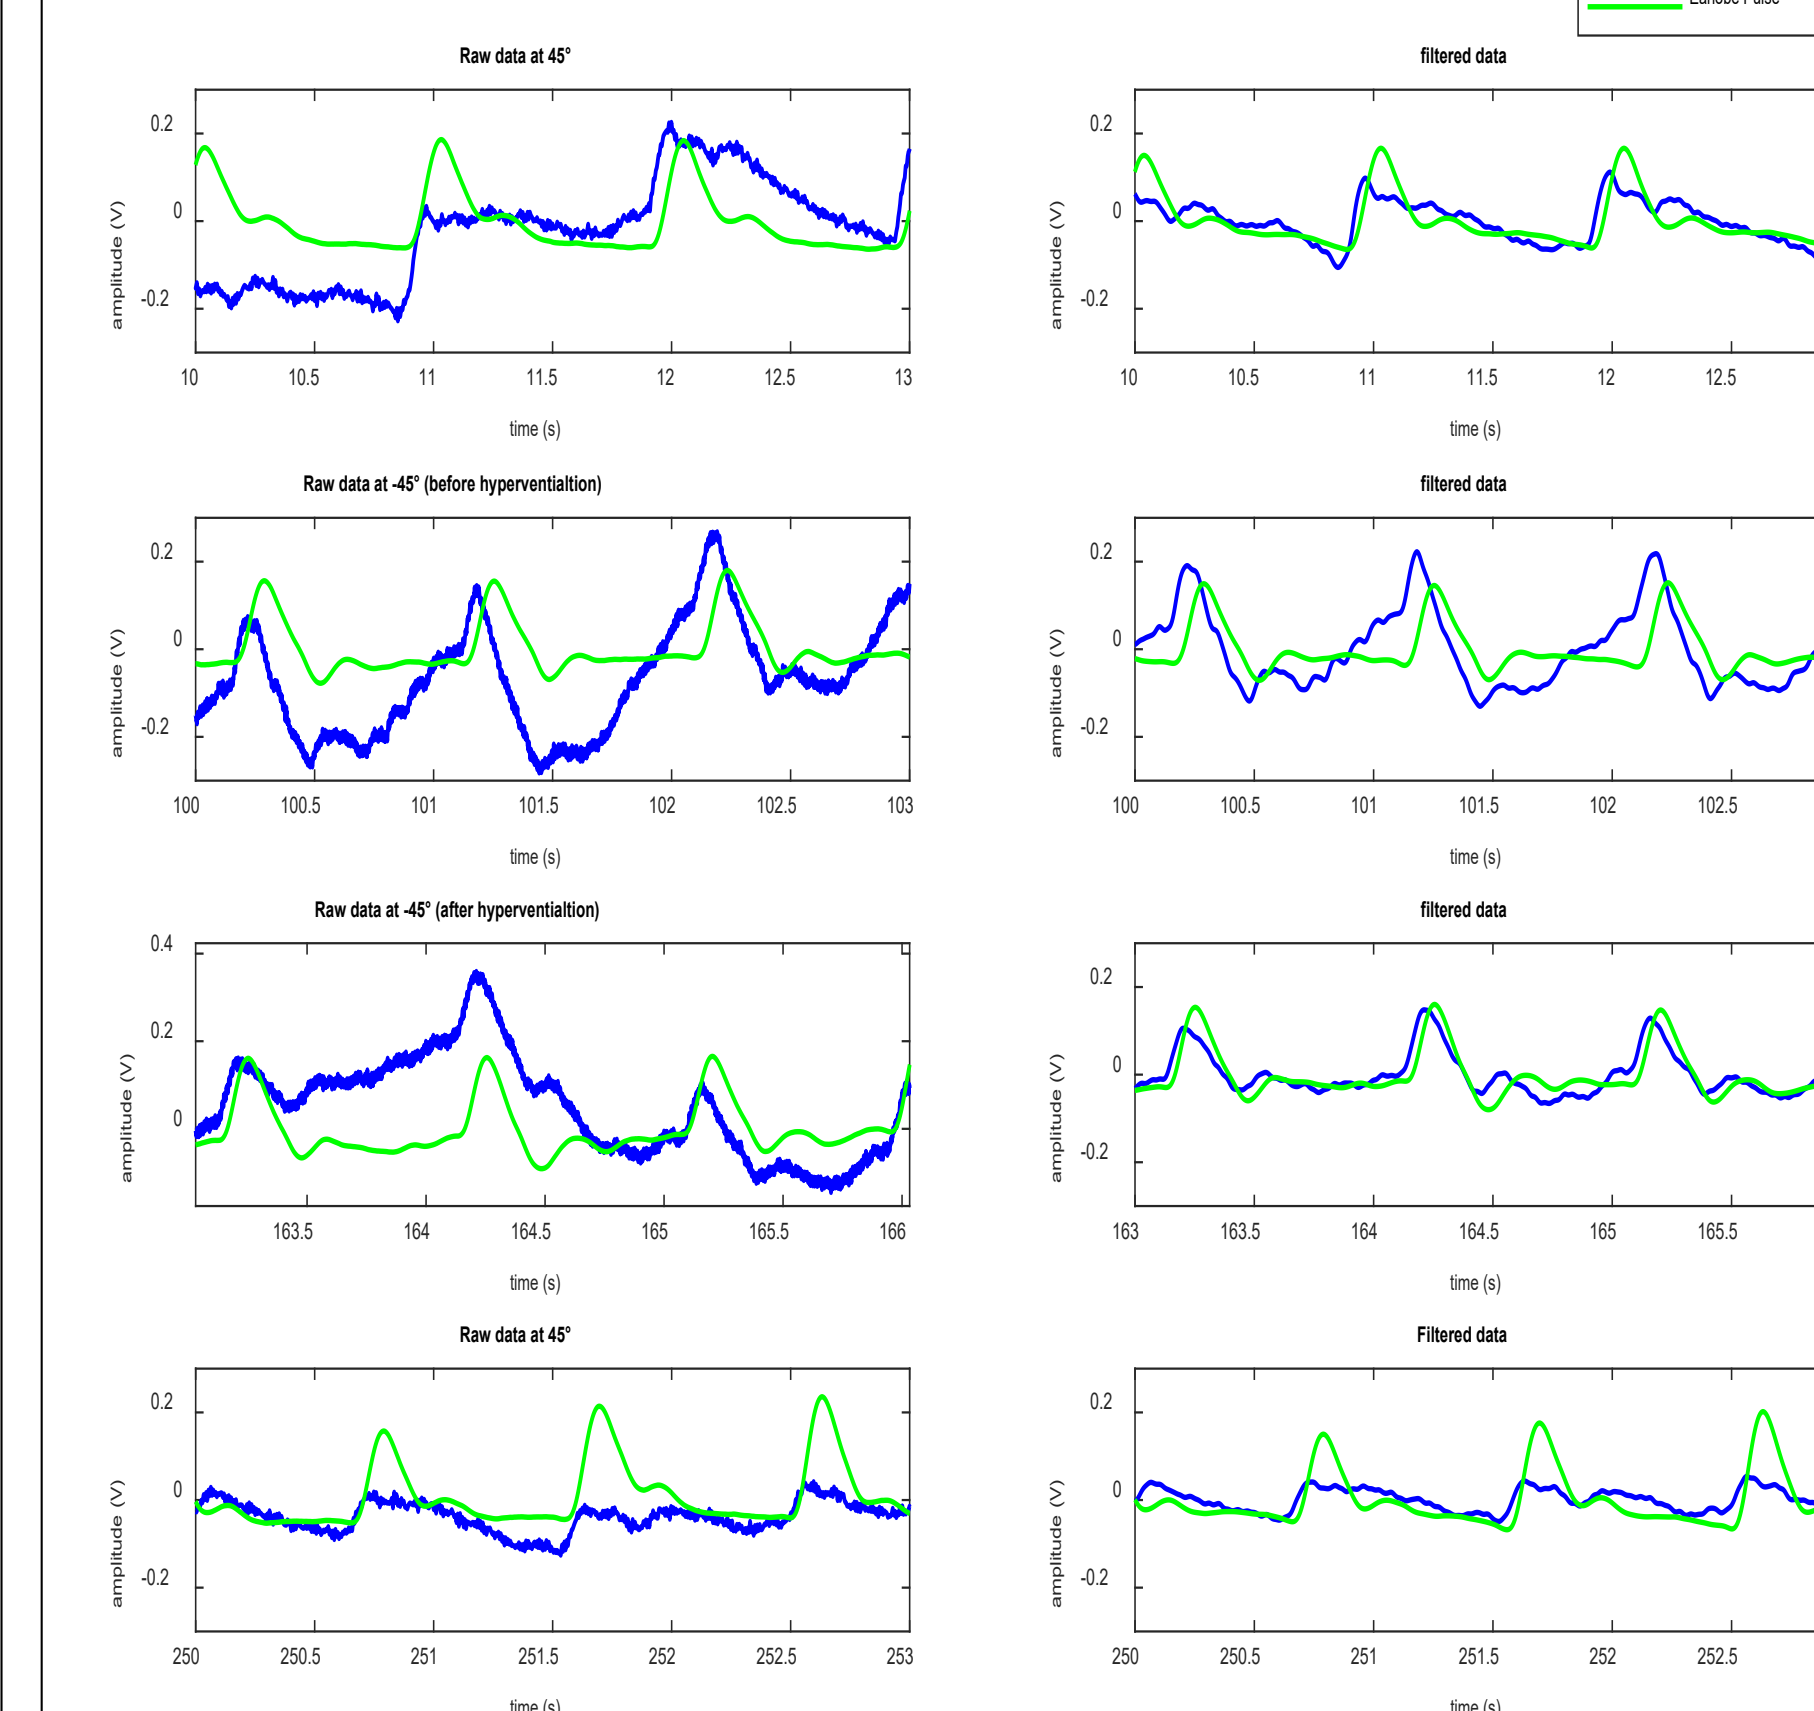 Pulse
Raw data at 45°
filtered data
0.2
0
-0.2
amplitude (V)
10 10.5 11 11.5 12 12.5 13
time (s)
0.2
0
-0.2
amplitude (V)
10 10.5 11 11.5 12 12.5
time (s)
Raw data at -45° (before hyperventialtion)
filtered data
0.2
0
-0.2
amplitude (V)
100 100.5 101 101.5 102 102.5 103
time (s)
0.2
0
-0.2
amplitude (V)
100 100.5 101 101.5 102 102.5
time (s)
Raw data at -45° (after hyperventialtion)
filtered data
0.4
0.2
0
amplitude (V)
163.5 164 164.5 165 165.5 166
time (s)
0.2
0
-0.2
amplitude (V)
163 163.5 164 164.5 165 165.5
time (s)
Raw data at 45°
Filtered data
0.2
0
-0.2
amplitude (V)
250 250.5 251 251.5 252 252.5 253
time (s)
0.2
0
-0.2
amplitude (V)
250 250.5 251 251.5 252 252.5
time (s)